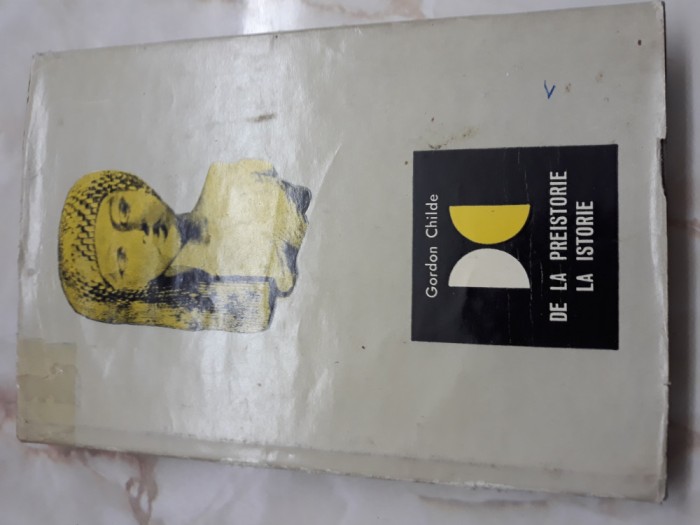 Gordon Childe
DE LA PREISTORIE
LA ISTORIE